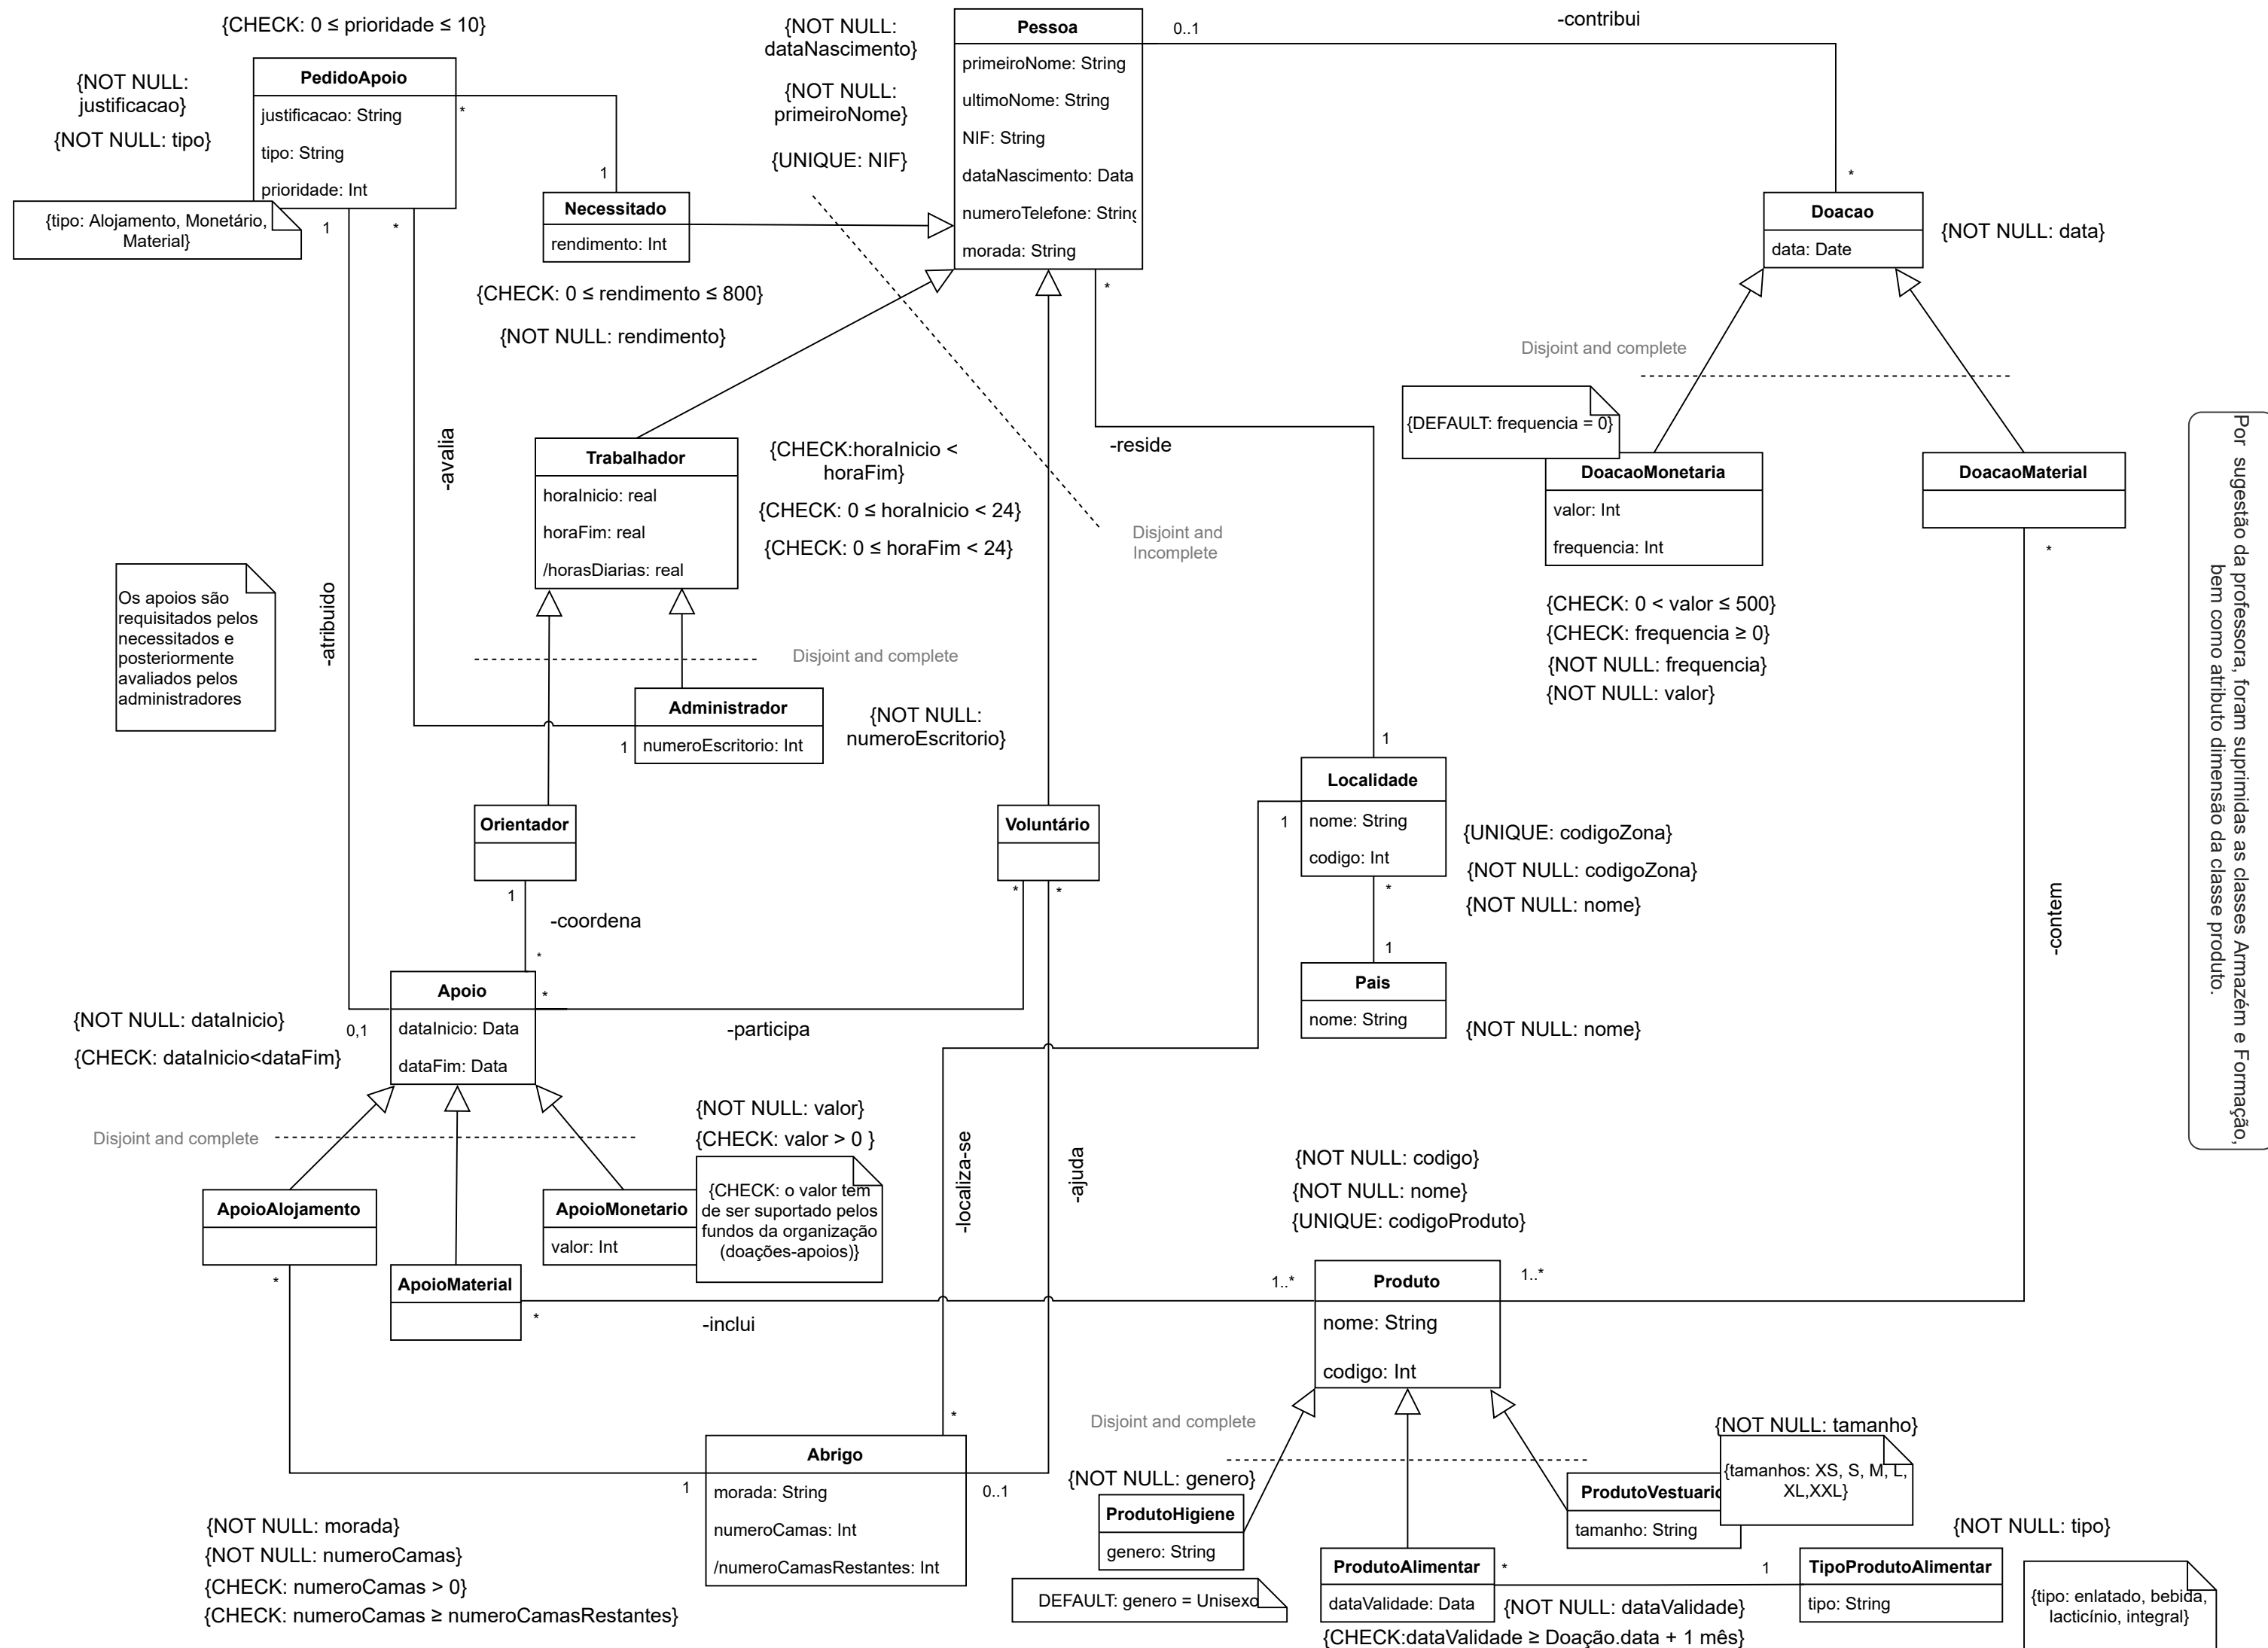 {CHECK: 0 ≤ prioridade ≤ 10}
PedidoApoio
justificacao: String
tipo: String
prioridade: Int
{NOT NULL:
justificacao}
{NOT NULL: tipo}
{tipo: Alojamento, Monetário,
Material}
*
1
1
*
Necessitado
rendimento: Int
{CHECK: 0 ≤ rendimento ≤ 800}
{NOT NULL: rendimento}
{NOT NULL:
dataNascimento}
{NOT NULL:
primeiroNome}
{UNIQUE: NIF}
Pessoa
primeiroNome: String
ultimoNome: String
NIF: String
dataNascimento: Data
numeroTelefone: String
morada: String
0..1
-contribui
*
*
Doacao
data: Date
{NOT NULL: data}
Disjoint and complete
{DEFAULT: frequencia = 0}
DoacaoMonetaria
valor: Int
frequencia: Int
DoacaoMaterial
*
{CHECK: 0 < valor ≤ 500}
{CHECK: frequencia ≥ 0}
{NOT NULL: frequencia}
{NOT NULL: valor}
Por sugestão da professora, foram suprimidas as classes Armazém e Formação,
bem como atributo dimensão da classe produto.
-avalia
-reside
Trabalhador
horaInicio: real
horaFim: real
/horasDiarias: real
{CHECK:horaInicio <
horaFim}
{CHECK: 0 ≤ horaInicio < 24}
{CHECK: 0 ≤ horaFim < 24}
Disjoint and
Incomplete
Os apoios são
requisitados pelos
necessitados e
posteriormente
avaliados pelos
administradores
-atribuido
Disjoint and complete
Administrador
numeroEscritorio: Int
1
{NOT NULL:
numeroEscritorio}
Orientador
1
-coordena
*
Voluntário
*
*
1
Localidade
nome: String
codigo: Int
1
*
{UNIQUE: codigoZona}
{NOT NULL: codigoZona}
{NOT NULL: nome}
1
Pais
nome: String
{NOT NULL: nome}
-contem
Apoio
dataInicio: Data
dataFim: Data
*
0,1
{NOT NULL: dataInicio}
{CHECK: dataInicio<dataFim}
-participa
Disjoint and complete
{NOT NULL: valor}
{CHECK: valor > 0 }
{CHECK: o valor tem
de ser suportado pelos
fundos da organização
(doações-apoios)}
ApoioAlojamento
*
ApoioMonetario
valor: Int
ApoioMaterial
*
-inclui
-localiza-se
-ajuda
{NOT NULL: codigo}
{NOT NULL: nome}
{UNIQUE: codigoProduto}
1..*
Produto
nome: String
codigo: Int
1..*
*
Abrigo
morada: String
numeroCamas: Int
/numeroCamasRestantes: Int
1
0..1
{NOT NULL: morada}
{NOT NULL: numeroCamas}
{CHECK: numeroCamas > 0}
{CHECK: numeroCamas ≥ numeroCamasRestantes}
Disjoint and complete
{NOT NULL: genero}
ProdutoHigiene
genero: String
DEFAULT: genero = Unisexo
{NOT NULL: tamanho}
{tamanhos: XS, S, M, L,
XL,XXL}
ProdutoVestuario
tamanho: String
ProdutoAlimentar
dataValidade: Data
*
1
{NOT NULL: dataValidade}
{CHECK:dataValidade ≥ Doação.data + 1 mês}
{NOT NULL: tipo}
TipoProdutoAlimentar
tipo: String
{tipo: enlatado, bebida,
lacticínio, integral}